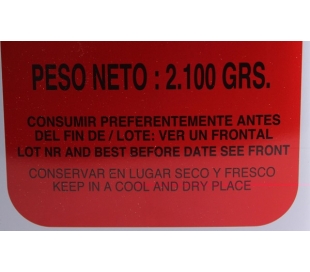 PESO NETO : 2.100 GRS.
CONSUMIR PREFERENTEMENTE ANTES
DEL FIN DE / LOTE: VER UN FRONTAL
LOT NR AND BEST BEFORE DATE SEE FRONT
CONSERVAR EN LUGAR SECO Y FRESCO
KEEP IN A COOL AND DRY PLACE